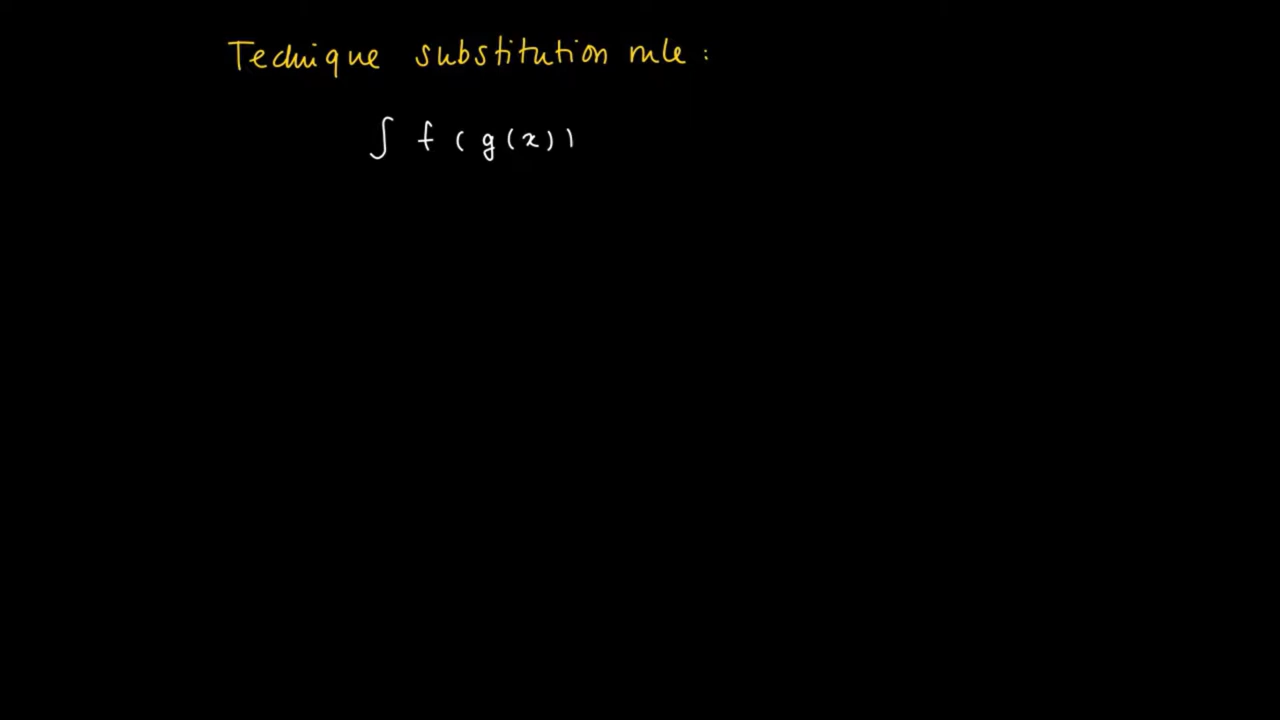 Technique substitution rule :
∫ f ( g ( x ) )